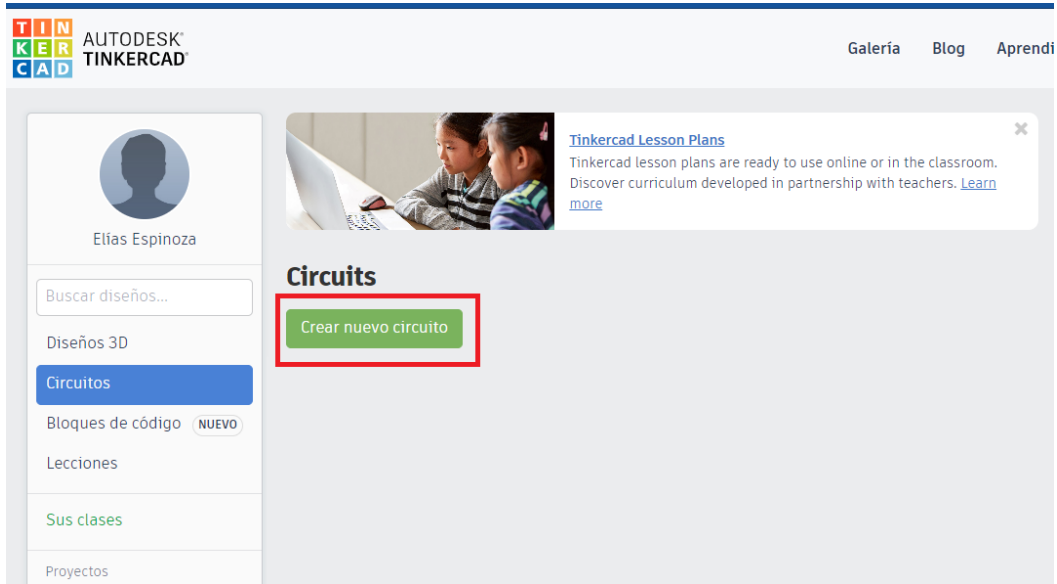 TIN
KER
CAD
AUTODESK®
TINKERCAD®
Galería Blog Aprendi
Elías Espinoza
Buscar diseños...
Diseños 3D
Circuitos
Bloques de código NUEVO
Lecciones
Sus clases
Proyectos
Tinkercad Lesson Plans
Tinkercad lesson plans are ready to use online or in the classroom.
Discover curriculum developed in partnership with teachers. Learn
more
Circuits
Crear nuevo circuito